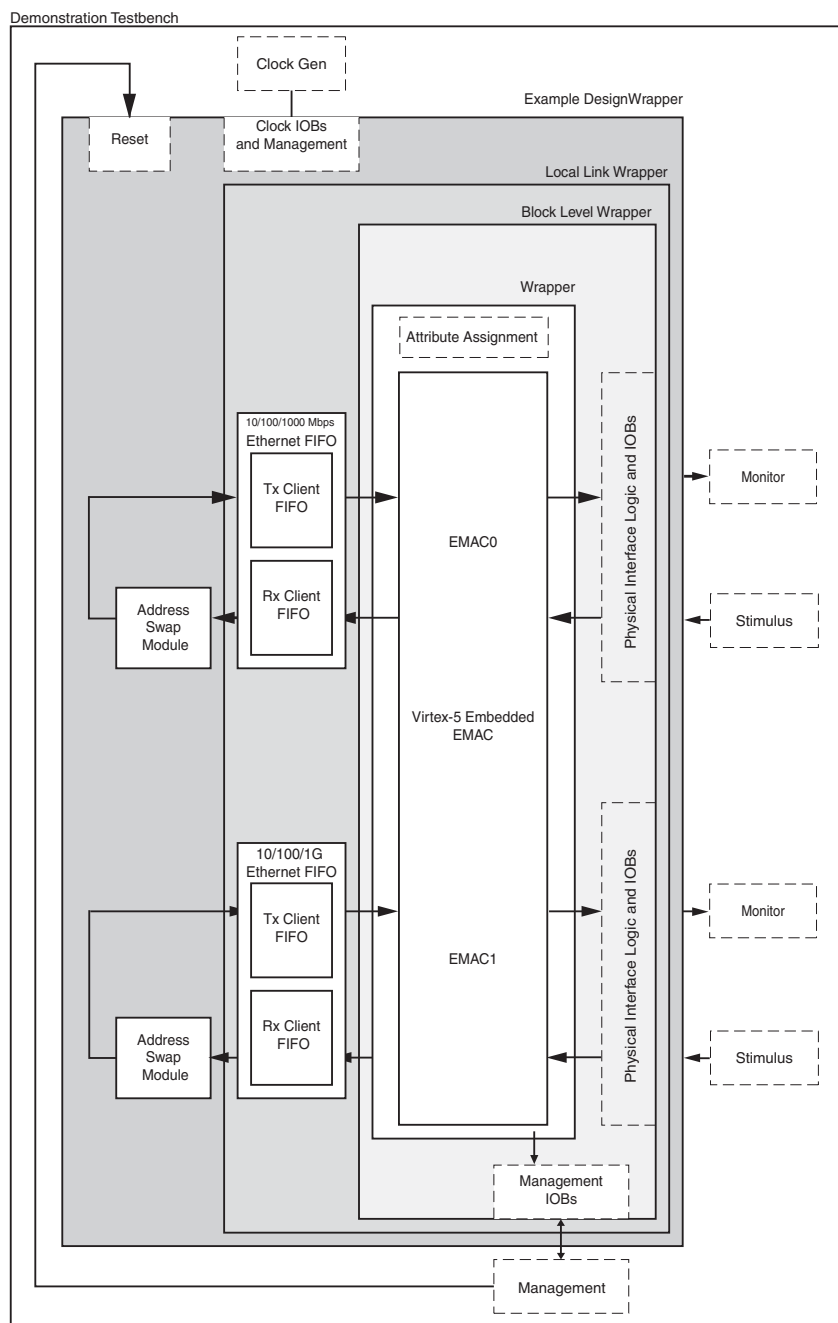 Demonstration Testbench
Clock Gen
Example DesignWrapper
Reset
Clock IOBs
and Management
Local Link Wrapper
Block Level Wrapper
Wrapper
Attribute Assignment
10/100/1000 Mbps
Ethernet FIFO
Tx Client
FIFO
Rx Client
FIFO
EMAC0
Physical Interface Logic and IOBs
Monitor
Address
Swap
Module
Stimulus
Virtex-5 Embedded
EMAC
10/100/1G
Ethernet FIFO
Tx Client
FIFO
Rx Client
FIFO
EMAC1
Physical Interface Logic and IOBs
Monitor
Address
Swap
Module
Stimulus
Management
IOBs
Management